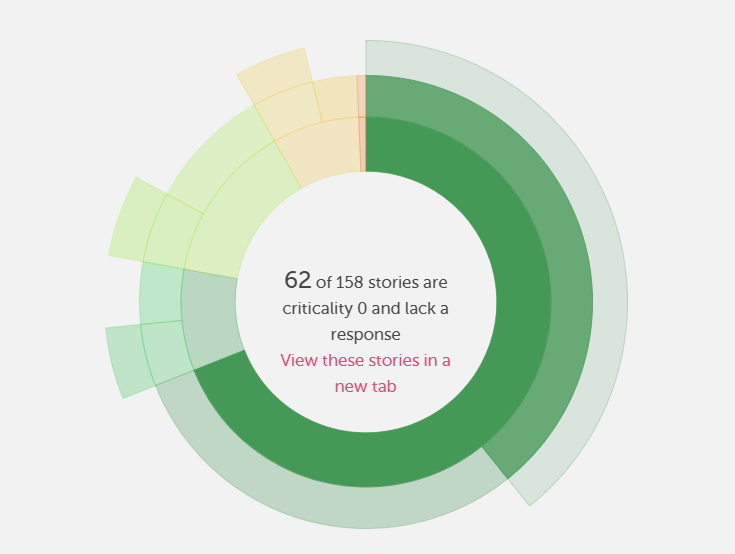 62 of 158 stories are
criticality 0 and lack a
response
View these stories in a
new tab